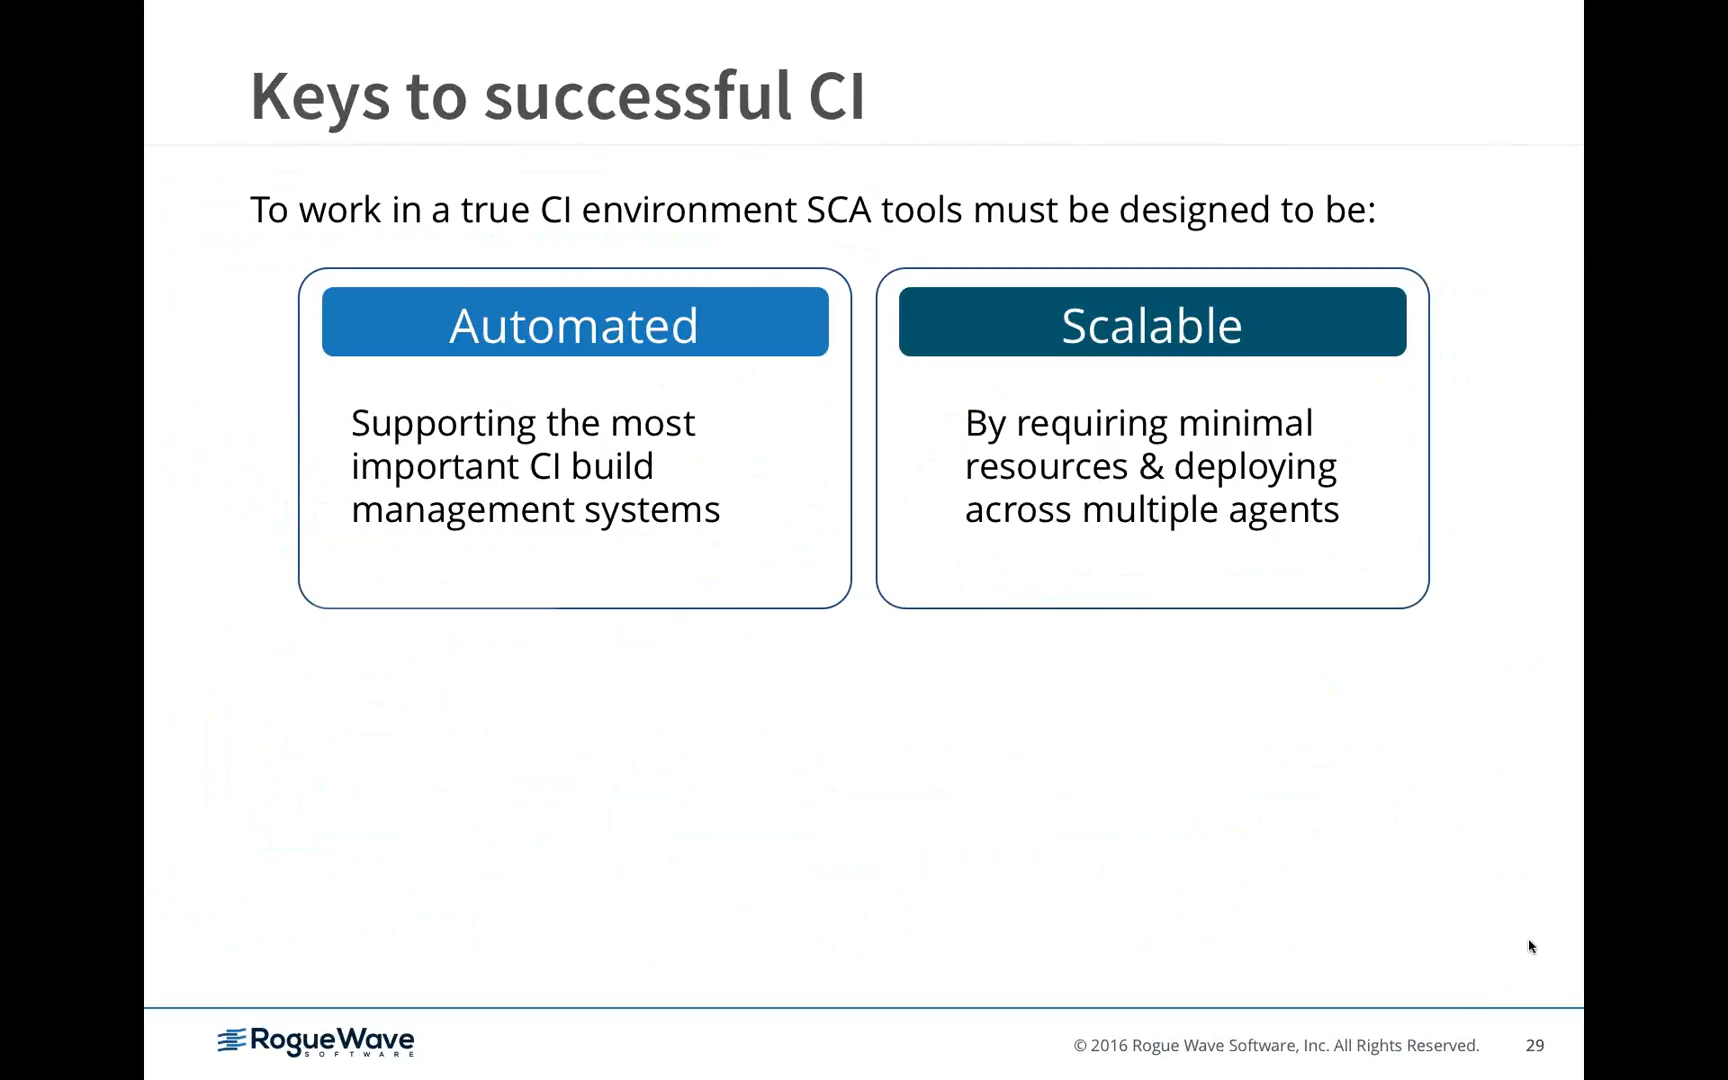 Keys to successful CI
To work in a true CI environment SCA tools must be designed to be:
Automated
Supporting the most
important CI build
management systems
Scalable
By requiring minimal
resources & deploying
across multiple agents
RogueWave
SOFTWARE
© 2016 Rogue Wave Software, Inc. All Rights Reserved.
29